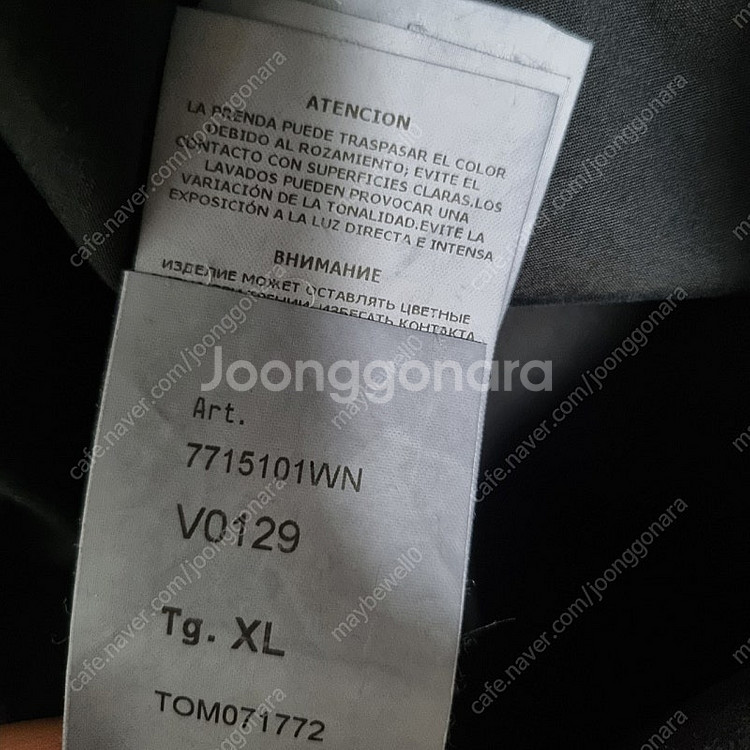 ATENCION
LA PRENDA PUEDE TRASPASAR EL COLOR
DEBIDO AL ROZAMIENTO; EVITE EL
CONTACTO CON SUPERFICIES CLARAS.LOS
LAVADOS PUEDEN PROVOCAR UNA
VARIACIÓN DE LA TONALIDAD.EVITE LA
EXPOSICIÓN A LA LUZ DIRECTA E INTENSA
ВНИМАНИЕ
ИЗДЕЛИЕ МОЖЕТ ОСТАВЛЯТЬ ЦВЕТНЫЕ
ИЗБЕГАТЬ КОНТАКТА
Joonggonara
Art.
7715101WN
V0129
Tg. XL
TOM071772
cafe.naver.com/joonggonara
maybewell0